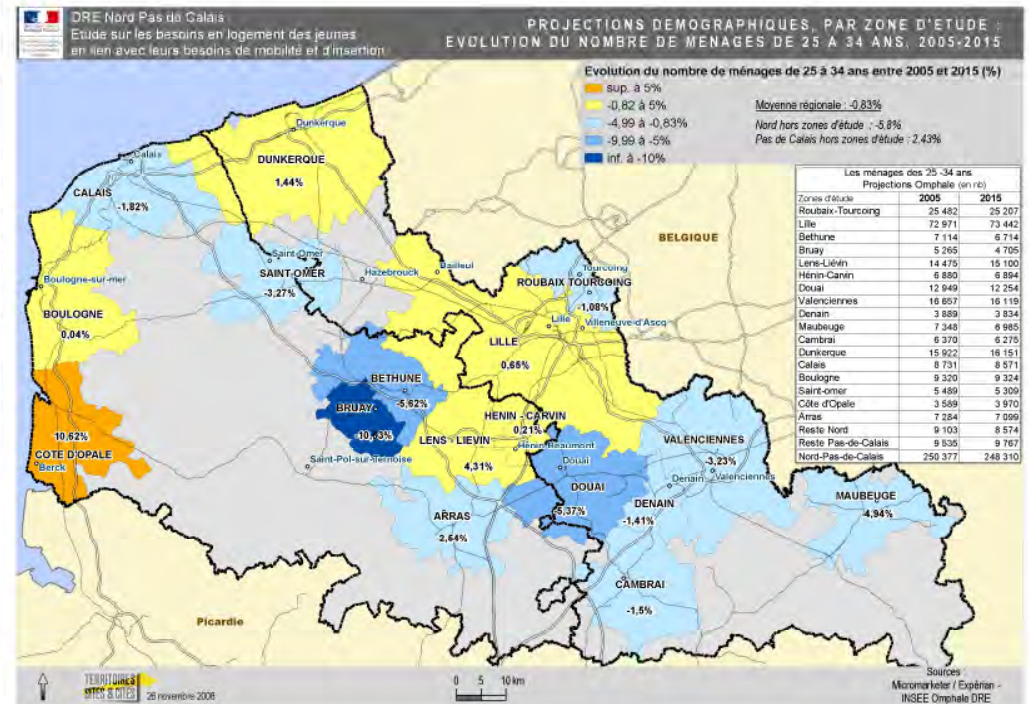 DRE Nord Pas de Calais
Etude sur les besoins en logement des jeunes
en lien avec leurs besoins de mobilité et d'insertion
PROJECTIONS DEMOGRAPHIQUES, PAR ZONE D'ETUDE :
EVOLUTION DU NOMBRE DE MENAGES DE 25 A 34 ANS, 2005-2015
Evolution du nombre de ménages de 25 à 34 ans entre 2005 et 2015 (%)
sup. à 5%
-0,82 à 5%
-4,99 à -0,83%
-9,99 à -5%
inf. à -10%
Moyenne régionale : -0,83%
Nord hors zones d'étude : -5,8%
Pas de Calais hors zones d'étude : 2,43%
Les ménages des 25 -34 ans
Projections Omphale (en nb)
Zones d'étude 2005 2015
Roubaix-Tourcoing 25 482 25 207
Lille 72 971 73 442
Bethune 7 114 6 714
Bruay 5 265 4 705
Lens-Liévin 14 475 15 100
Hénin-Carvin 6 880 6 894
Douai 12 949 12 254
Valenciennes 16 657 16 119
Denain 3 889 3 834
Maubeuge 7 348 6 985
Cambrai 6 370 6 275
Dunkerque 15 922 16 151
Calais 8 731 8 571
Boulogne 9 320 9 324
Saint-omer 5 489 5 309
Côte d'Opale 3 589 3 970
Arras 7 284 7 099
Reste Nord 9 103 8 574
Reste Pas-de-Calais 9 535 9 767
Nord-Pas-de-Calais 250 377 248 310
Dunkerque
DUNKERQUE
1,44%
Calais
CALAIS
-1,82%
Saint-Omer
SAINT OMER
-3,27%
Hazebrouck
Bailleul
BELGIQUE
Tourcoing
ROUBAIX TOURCOING
-1,08%
Boulogne-sur-mer
BOULOGNE
0,04%
Lille
Villeneuve-d'Ascq
LILLE
0,65%
BETHUNE
-5,62%
BRUAY
HENIN - CARVIN
0,21%
LENS - LIEVIN
4,31%
Hénin-Beaumont
10,62%
COTE D'OPALE
Berck
Saint-Pol-sur-ternoise
VALENCIENNES
-3,23%
Denain
Valenciennes
Douai
DOUAI
-5,37%
DENAIN
-1,41%
MAUBEUGE
-4,94%
ARRAS
CAMBRAI
-1,5%
Picardie
TERRITOIRES
SITES & CITES
0 5 10 km
Sources :
Micromarketer / Expérian -
INSEE Omphale DRE